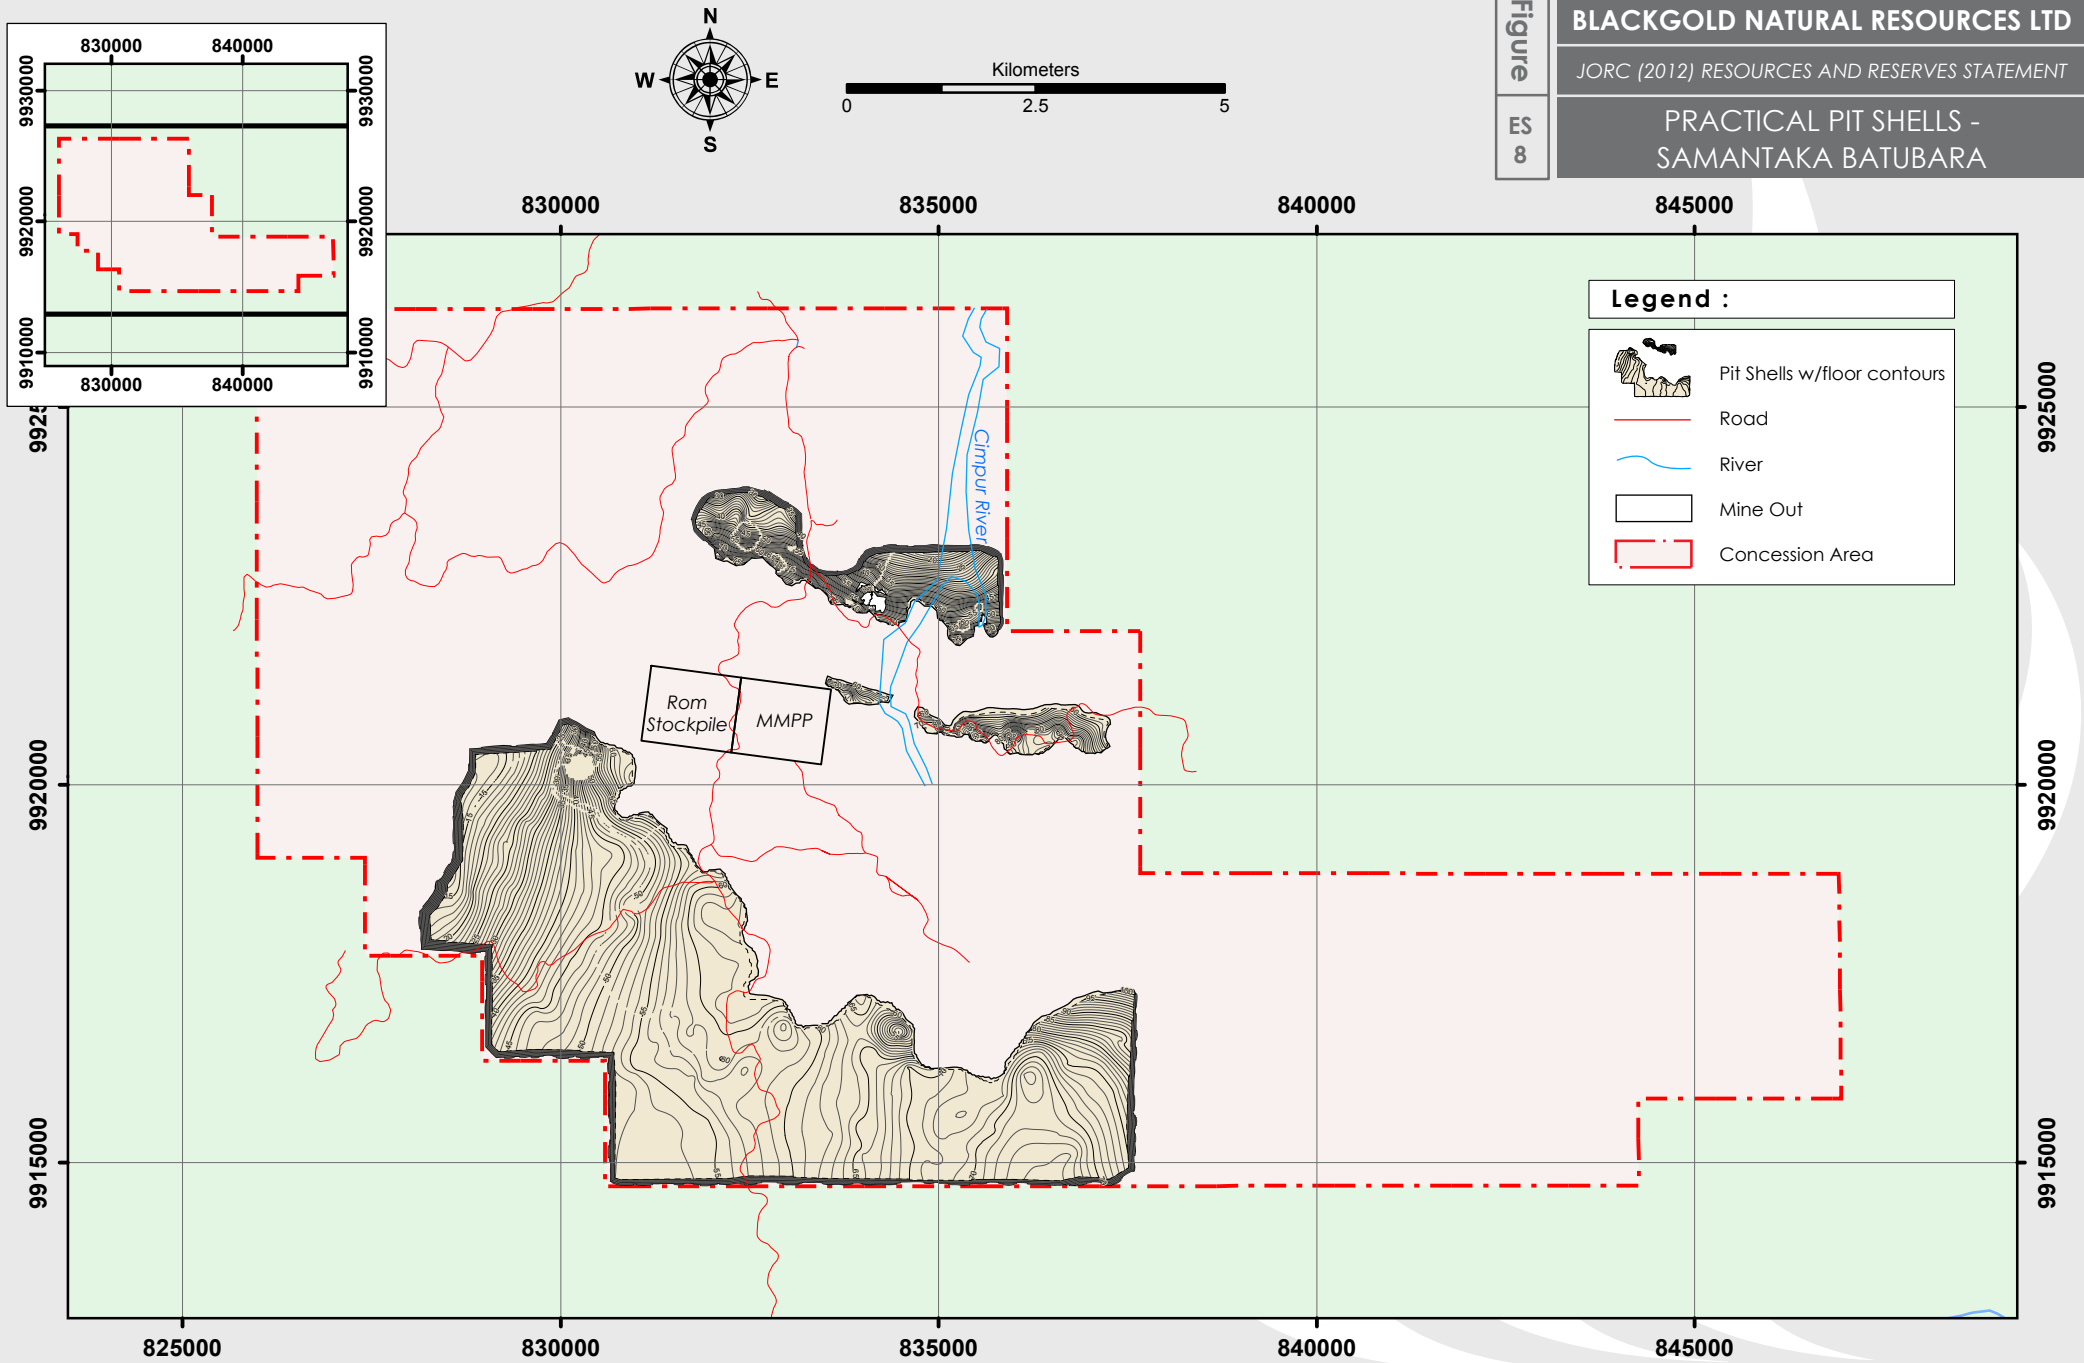 Figure
ES
8
BLACKGOLD NATURAL RESOURCES LTD
JORC (2012) RESOURCES AND RESERVES STATEMENT
PRACTICAL PIT SHELLS -
SAMANTAKA BATUBARA
N
W
E
S
Kilometers
0
2.5
5
830000
840000
9930000
9930000
9920000
9920000
9910000
9910000
830000
840000
830000
835000
840000
845000
9925000
9920000
9920000
9915000
9915000
825000
830000
835000
840000
845000
Legend :
Pit Shells w/floor contours
Road
River
Mine Out
Concession Area
Cimpur River
Rom
Stockpile
MMPP